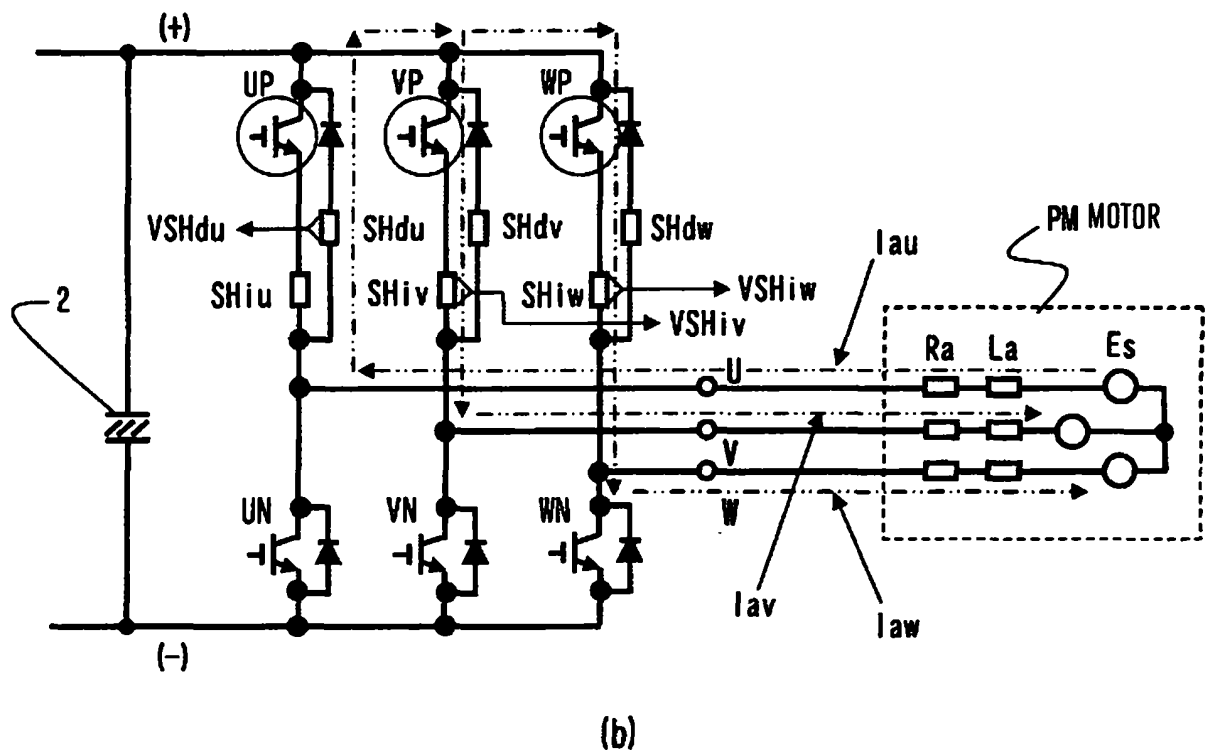 (+)
UP
VP
WP
PM MOTOR
VSHdu
SHdu
SHdv
SHdw
Iau
SHiu
SHiv
SHiw
VSHiw
VSHiv
2
Ra
La
Es
U
V
W
UN
VN
WN
Iav
Iaw
(-)
(b)